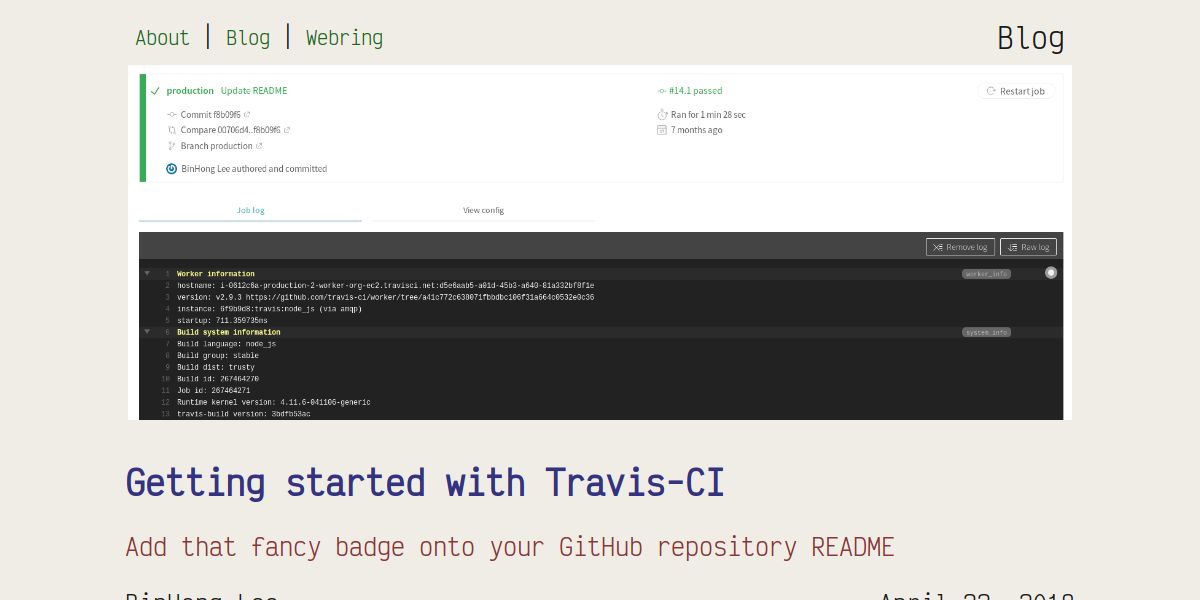 About | Blog | Webring
Blog
production Update README
#14.1 passed
Restart job
Commit f8b09f6
Ran for 1 min 28 sec
Compare 00706d4..f8b09f6
7 months ago
Branch production
BinHong Lee authored and committed
Job log
View config
Remove log
Raw log
1 Worker information worker_info
2 hostname: i-0612c6a-production-2-worker-org-ec2.travisci.net:d5e6aab5-a01d-45b3-a640-81a332bf8f1e
3 version: v2.9.3 https://github.com/travis-ci/worker/tree/a41c772c638071fbbdbc106f31a664c0532e0c36
4 instance: 6f9b9d8:travis:node_js (via amqp)
5 startup: 711.359735ms
6 Build system information system_info
7 Build language: node_js
8 Build group: stable
9 Build dist: trusty
10 Build id: 267464270
11 Job id: 267464271
12 Runtime kernel version: 4.11.6-041106-generic
13 travis-build version: 3bdfb53ac
Getting started with Travis-CI
Add that fancy badge onto your GitHub repository README
BinHong Lee
April 2018